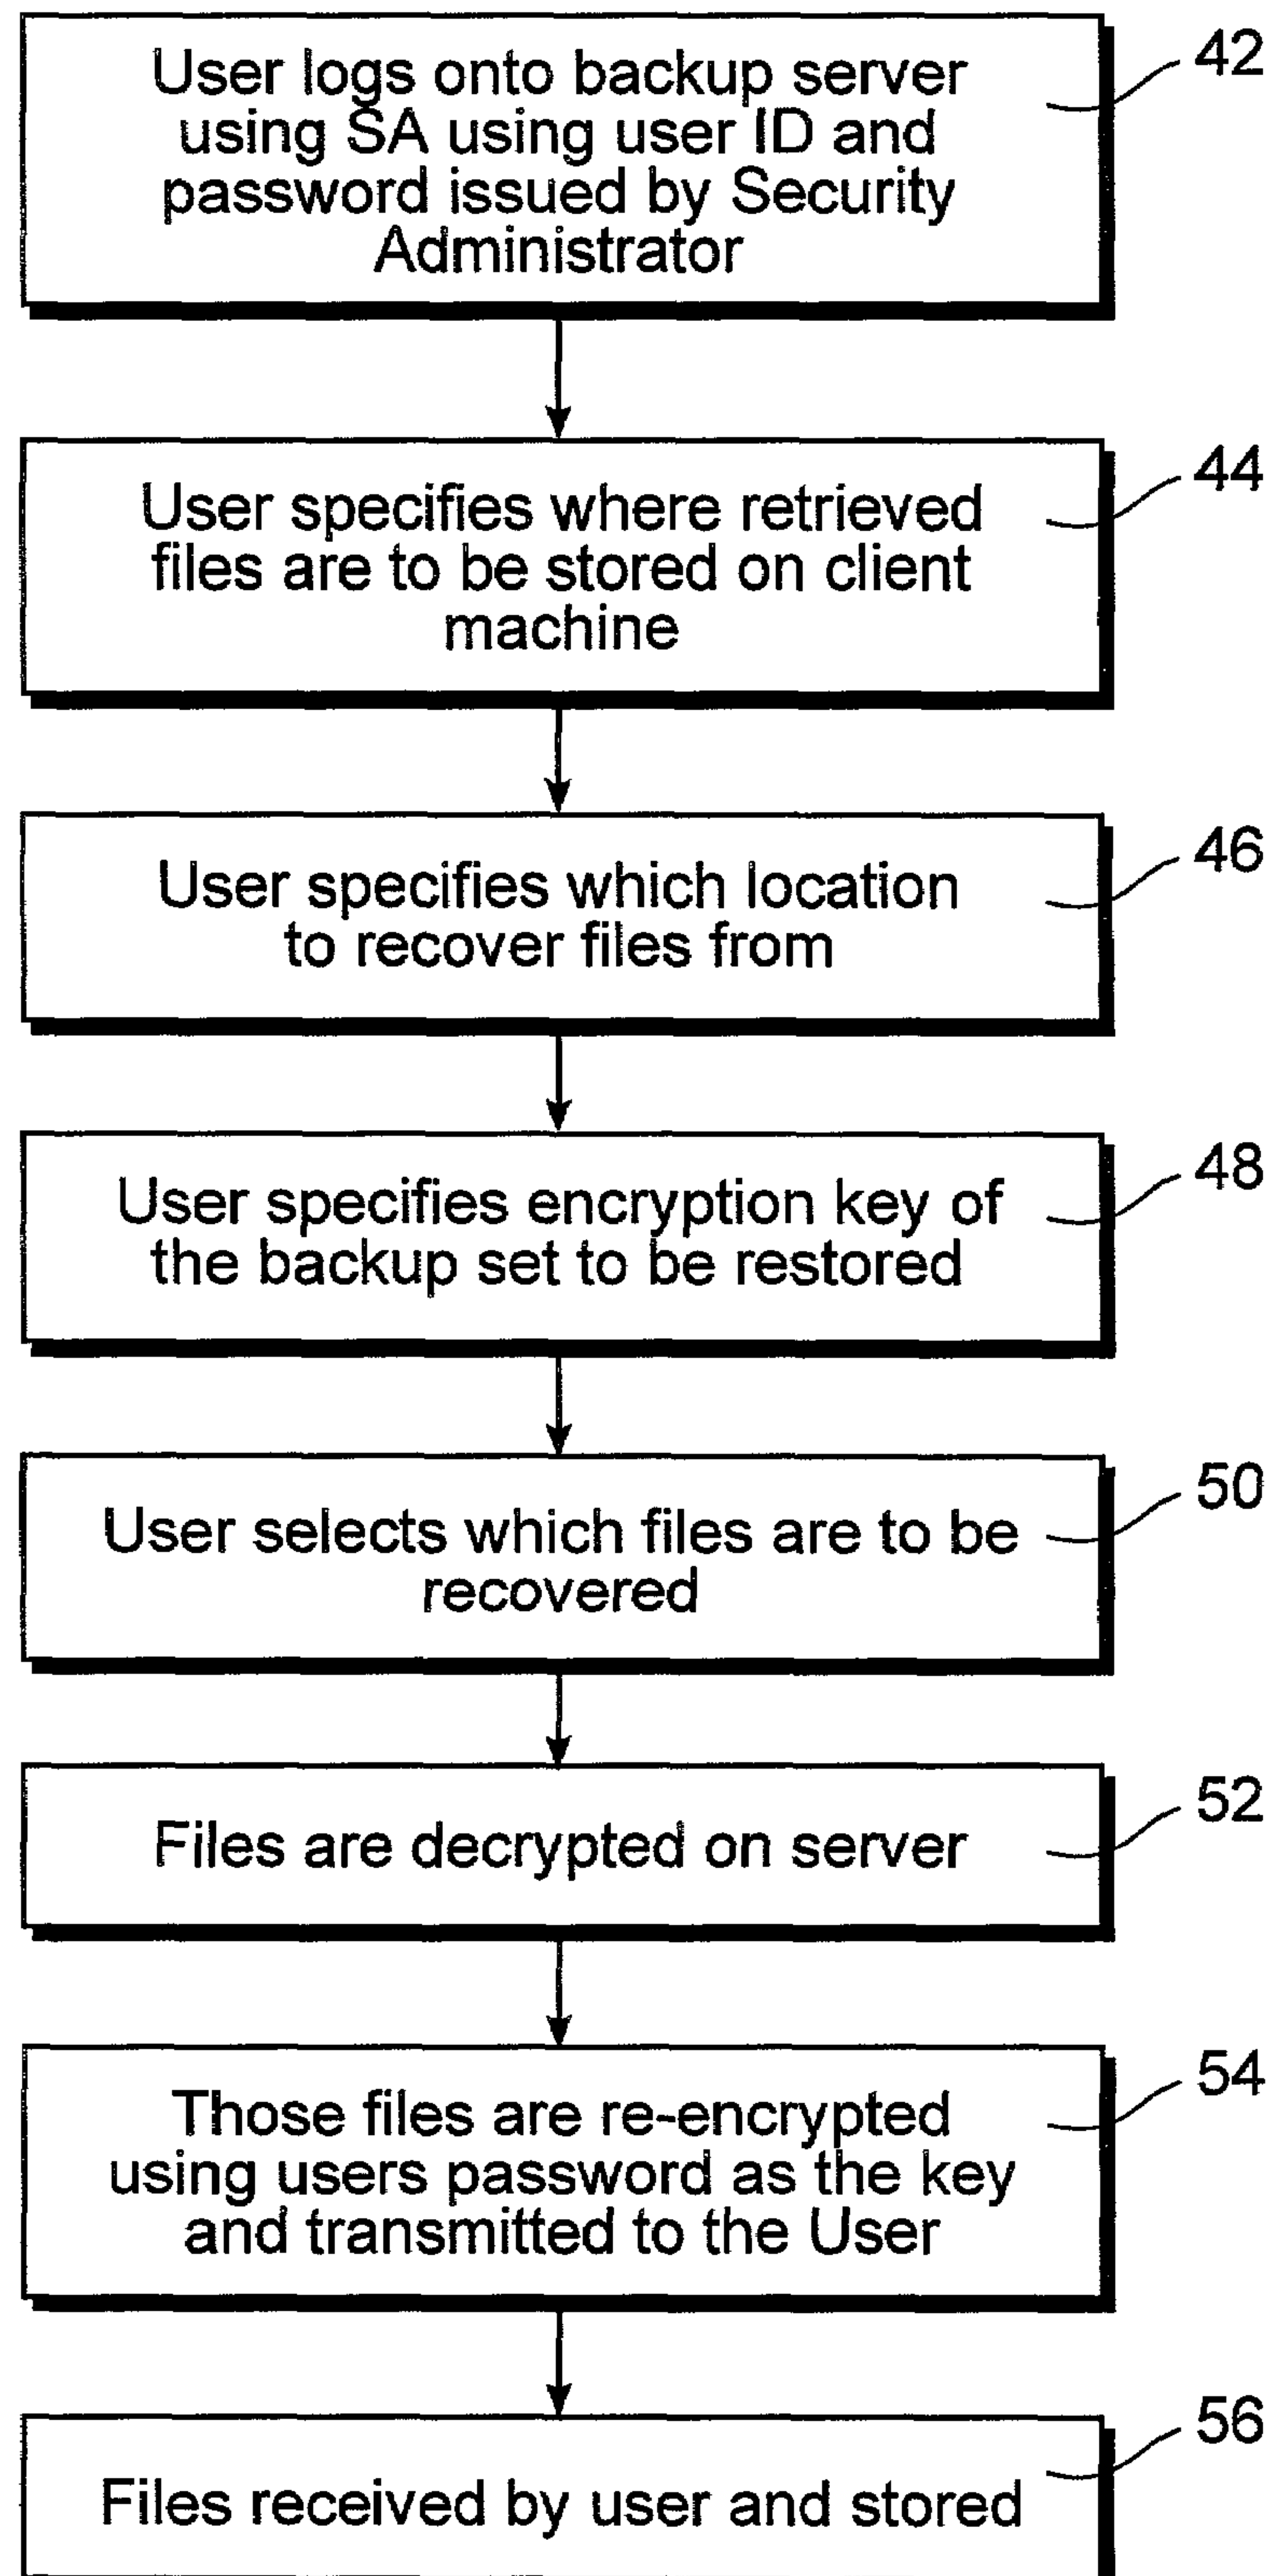 User logs onto backup server
using SA using user ID and
password issued by Security
Administrator
42
User specifies where retrieved
files are to be stored on client
machine
44
User specifies which location
to recover files from
46
User specifies encryption key of
the backup set to be restored
48
User selects which files are to be
recovered
50
Files are decrypted on server
52
Those files are re-encrypted
using users password as the key
and transmitted to the User
54
Files received by user and stored
56